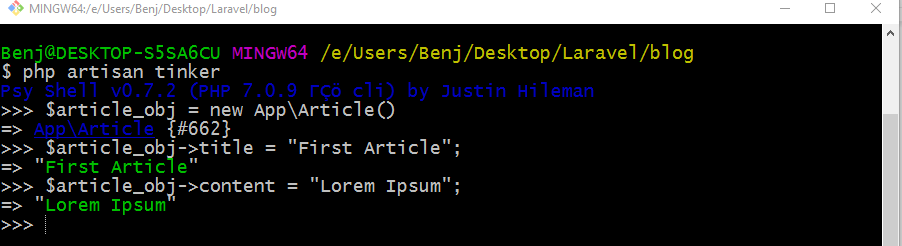 MINGW64:/e/Users/Benj/Desktop/Laravel/blog
Benj@DESKTOP-S5SA6CU MINGW64 /e/Users/Benj/Desktop/Laravel/blog
$ php artisan tinker
Psy Shell v0.7.2 (PHP 7.0.9 ΓÇö cli) by Justin Hileman
>>> $article_obj = new App\Article()
=> App\Article {#662}
>>> $article_obj->title = "First Article";
=> "First Article"
>>> $article_obj->content = "Lorem Ipsum";
=> "Lorem Ipsum"
>>>